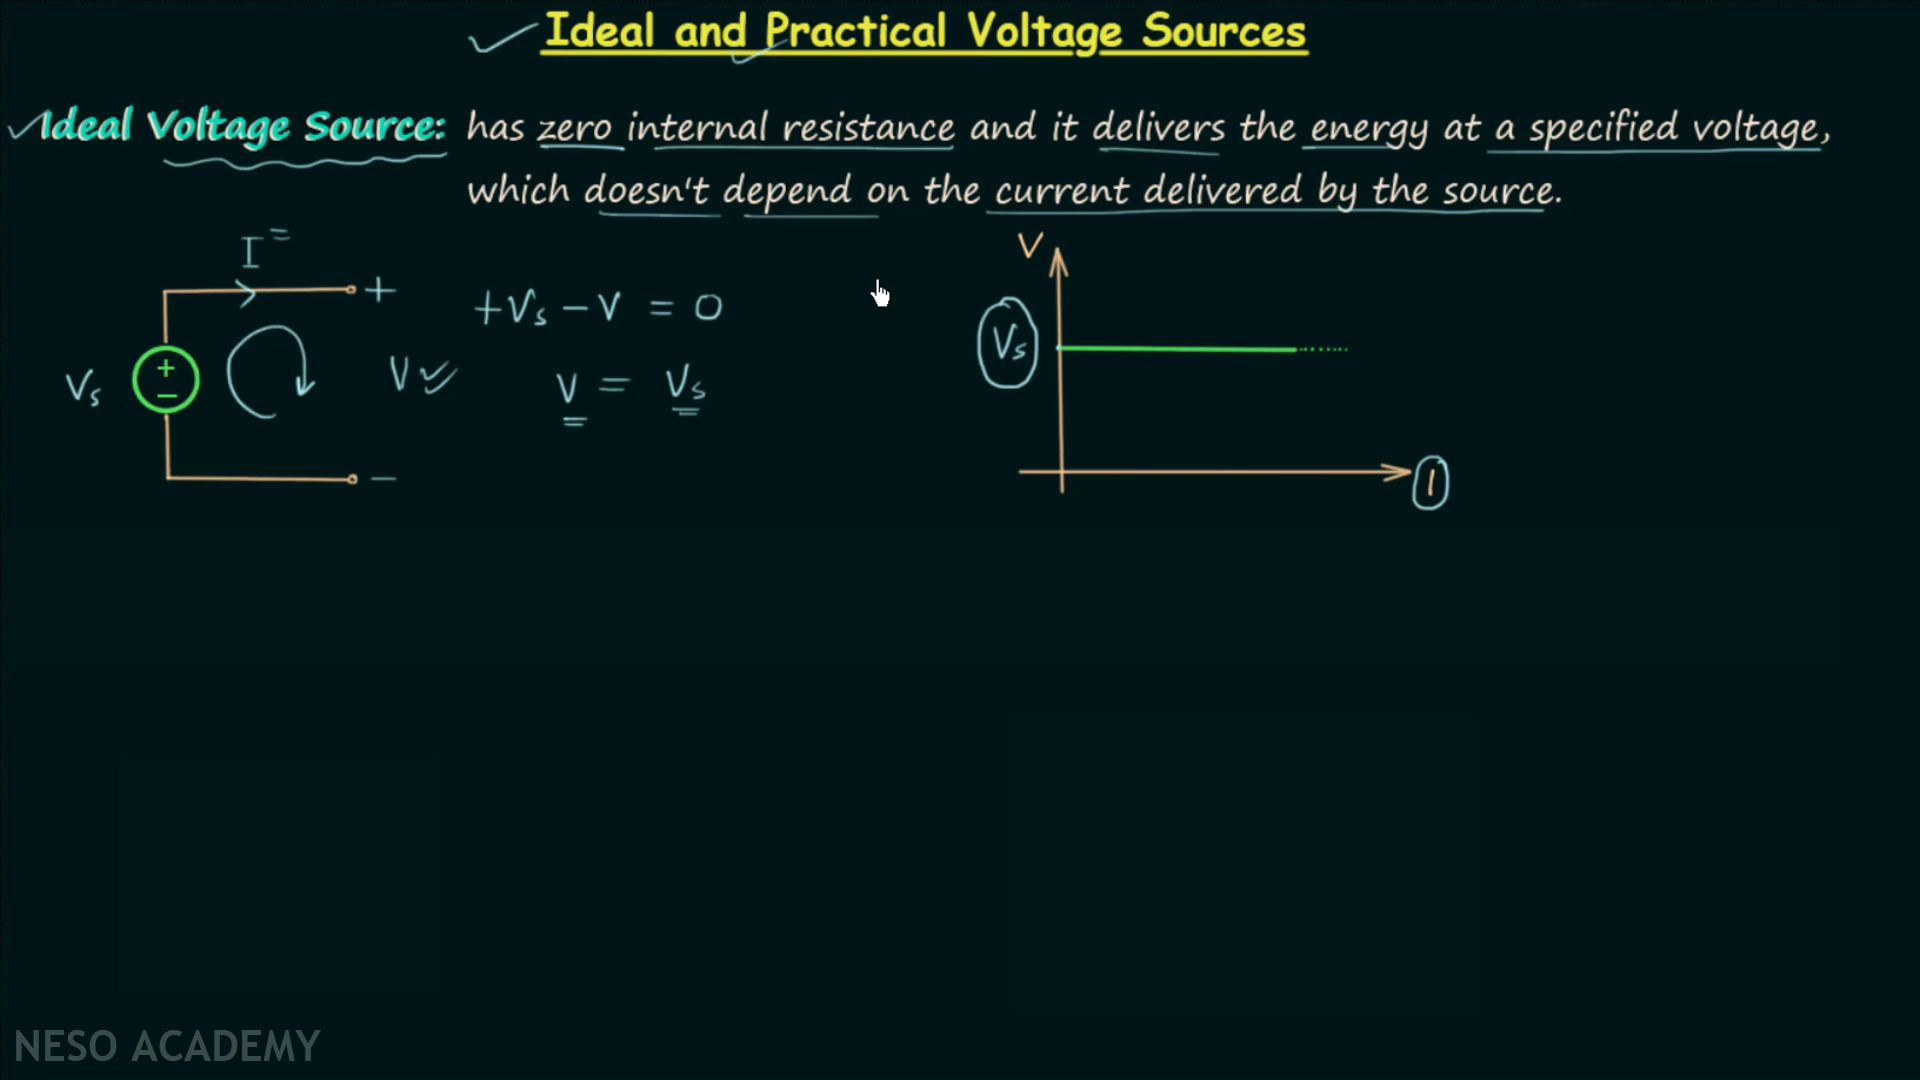 Ideal and Practical Voltage Sources
Ideal Voltage Source: has zero internal resistance and it delivers the energy at a specified voltage,
which doesn't depend on the current delivered by the source.
I
+
+Vs - V = 0
Vs
+
−
V
V = Vs
−
V
Vs
I
NESO ACADEMY